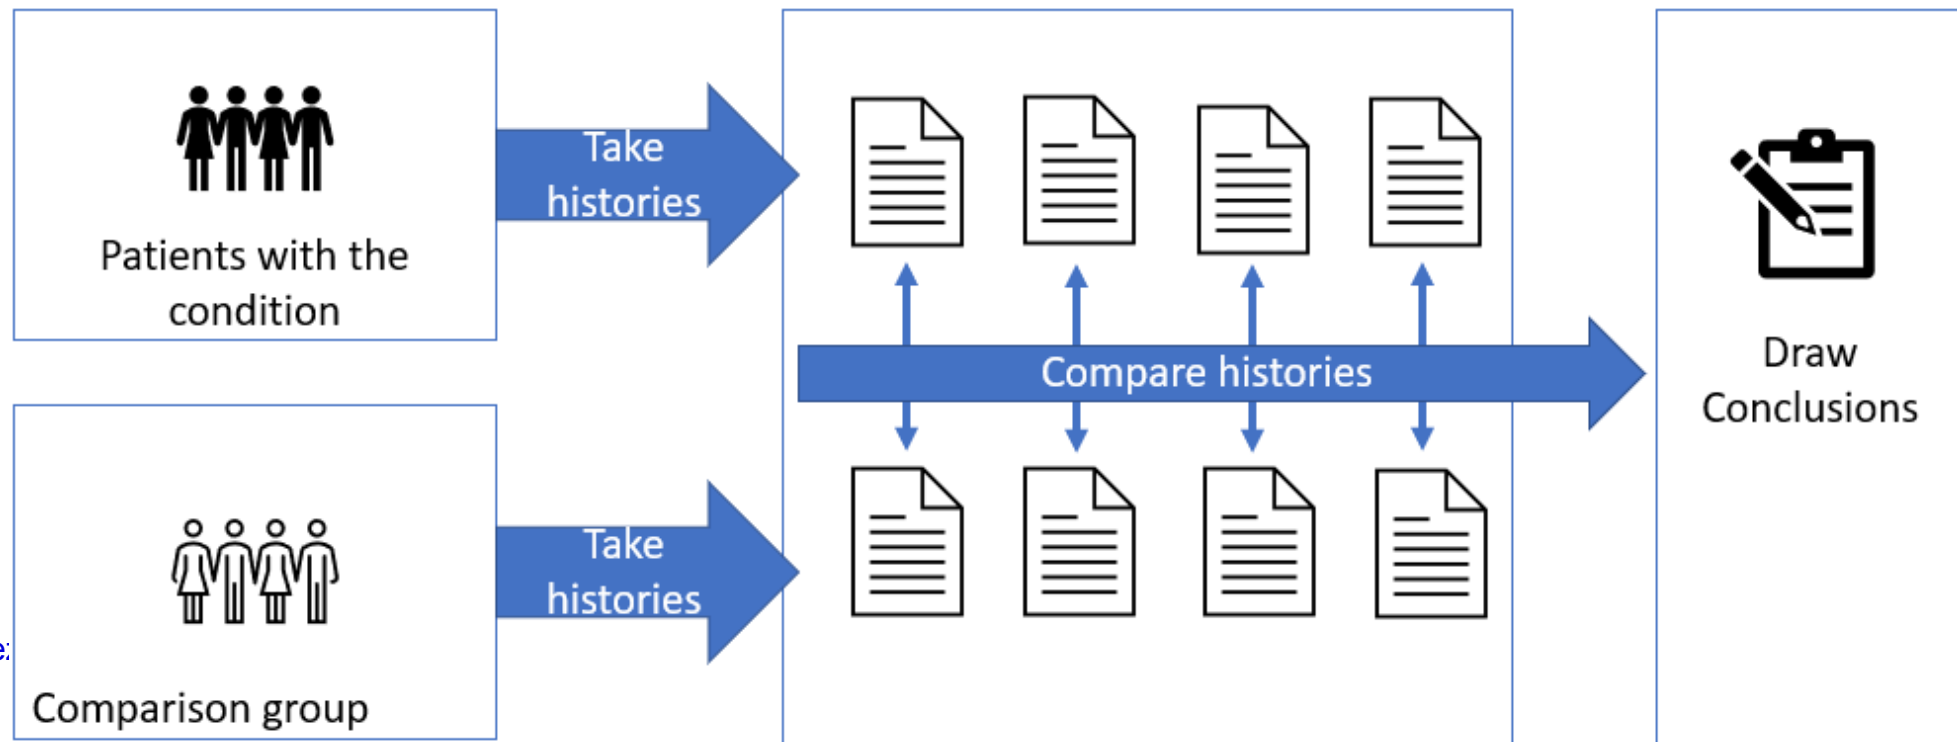 Patients with the
condition
Take
histories
Compare histories
Draw
Conclusions
Take
histories
Comparison group